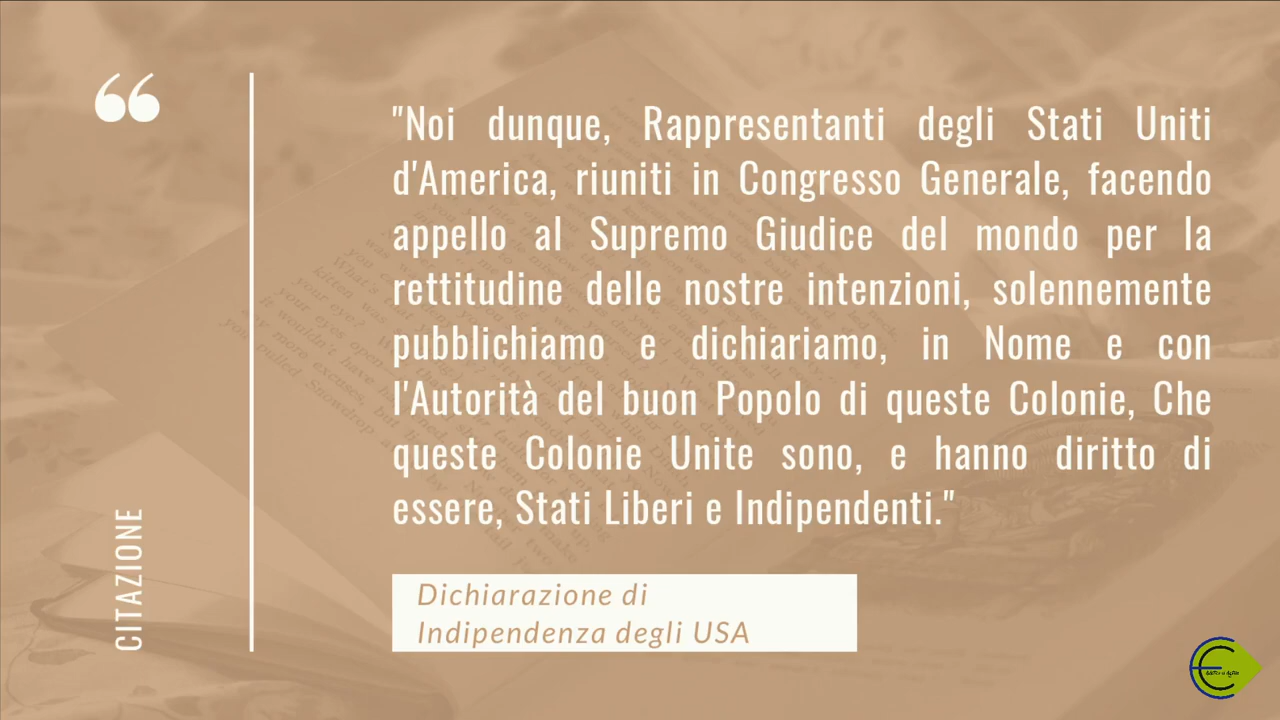 "Noi dunque, Rappresentanti degli Stati Uniti
d'America, riuniti in Congresso Generale, facendo
appello al Supremo Giudice del mondo per la
rettitudine delle nostre intenzioni, solennemente
pubblichiamo e dichiariamo, in Nome e con
l'Autorità del buon Popolo di queste Colonie, Che
queste Colonie Unite sono, e hanno diritto di
essere, Stati Liberi e Indipendenti."
Dichiarazione di
Indipendenza degli USA
CITAZIONE